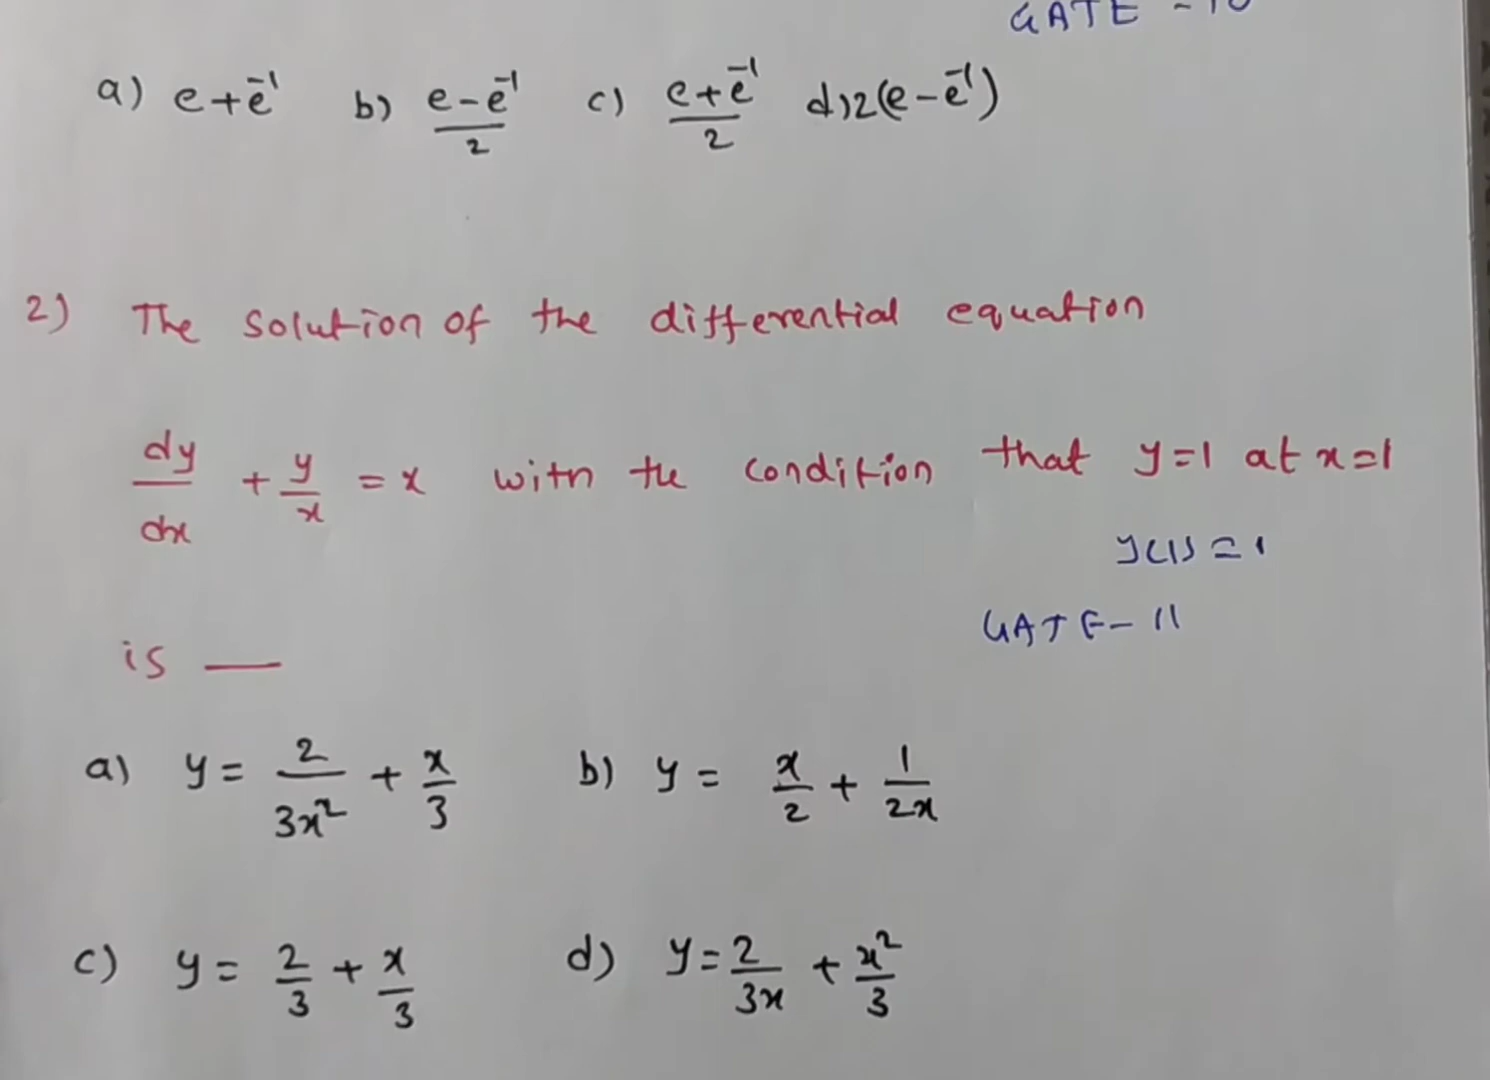 GATE - 10
a) e+e⁻¹ b) e-e⁻¹/2 c) e+e⁻¹/2 d) 2(e-e⁻¹)
2) The solution of the differential equation
dy/dx + y/x = x with the condition that y=1 at x=1
y(1) = 1
GATE - 11
is —
a) y = 2/3x² + x/3 b) y = x/2 + 1/2x
c) y = 2/3 + x/3 d) y = 2/3x + x²/3